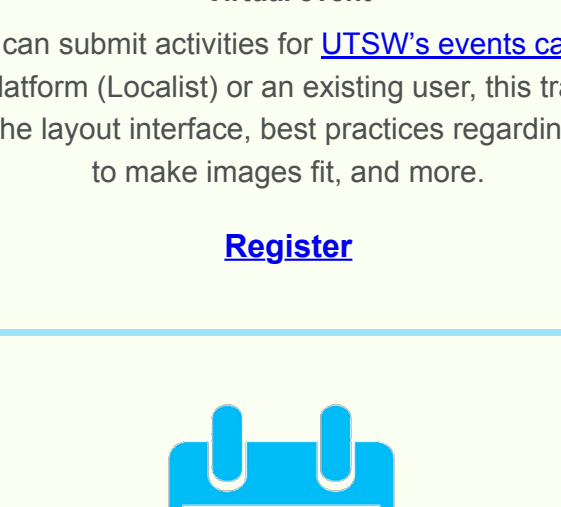 can submit activities for UTSW's events ca
latform (Localist) or an existing user, this tra
he layout interface, best practices regardin
to make images fit, and more.
Register